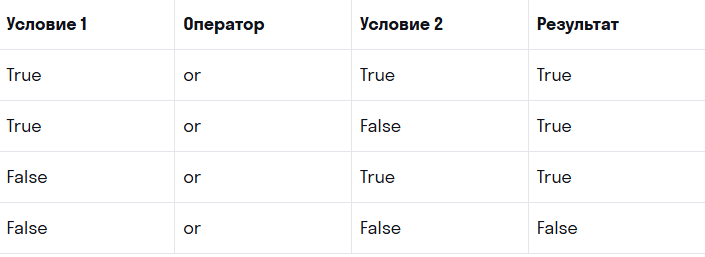 Условие 1 Оператор Условие 2 Результат
True or True True
True or False True
False or True True
False or False False